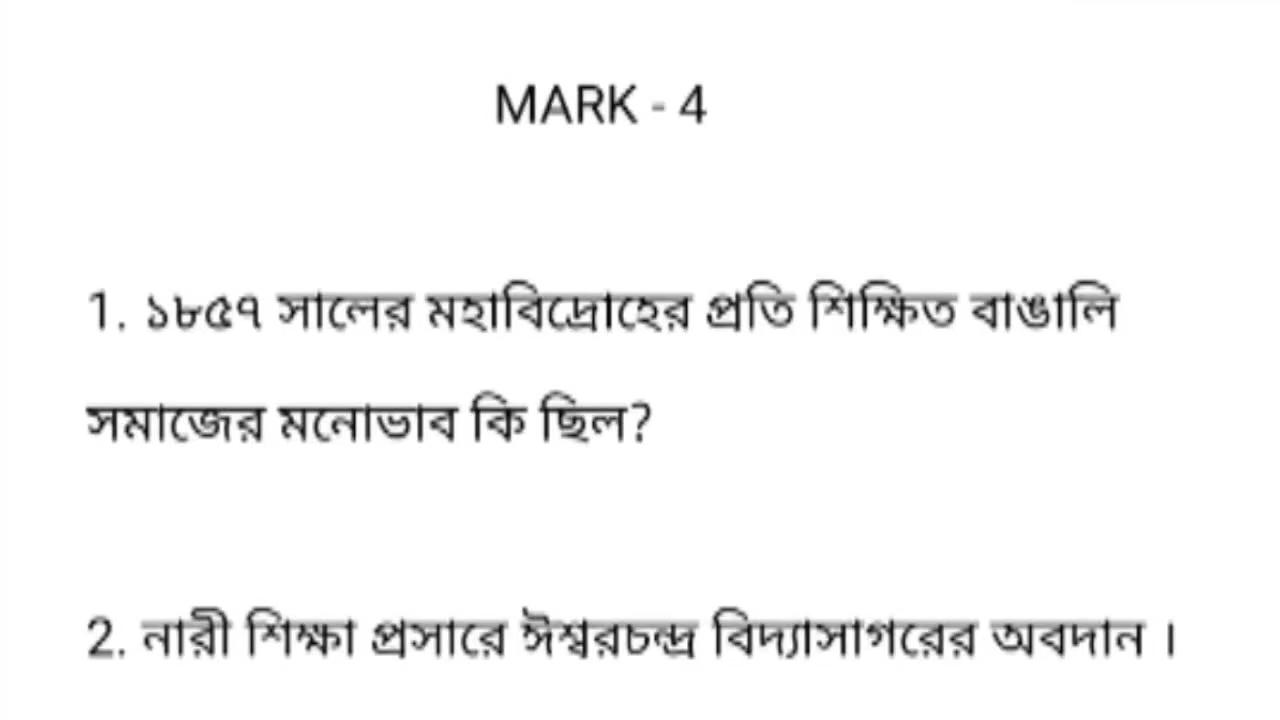 MARK - 4
1. ১৮৫৭ সালের মহাবিদ্রোহের প্রতি শিক্ষিত বাঙালি
সমাজের মনোভাব কি ছিল?
2. নারী শিক্ষা প্রসারে ঈশ্বরচন্দ্র বিদ্যাসাগরের অবদান ।